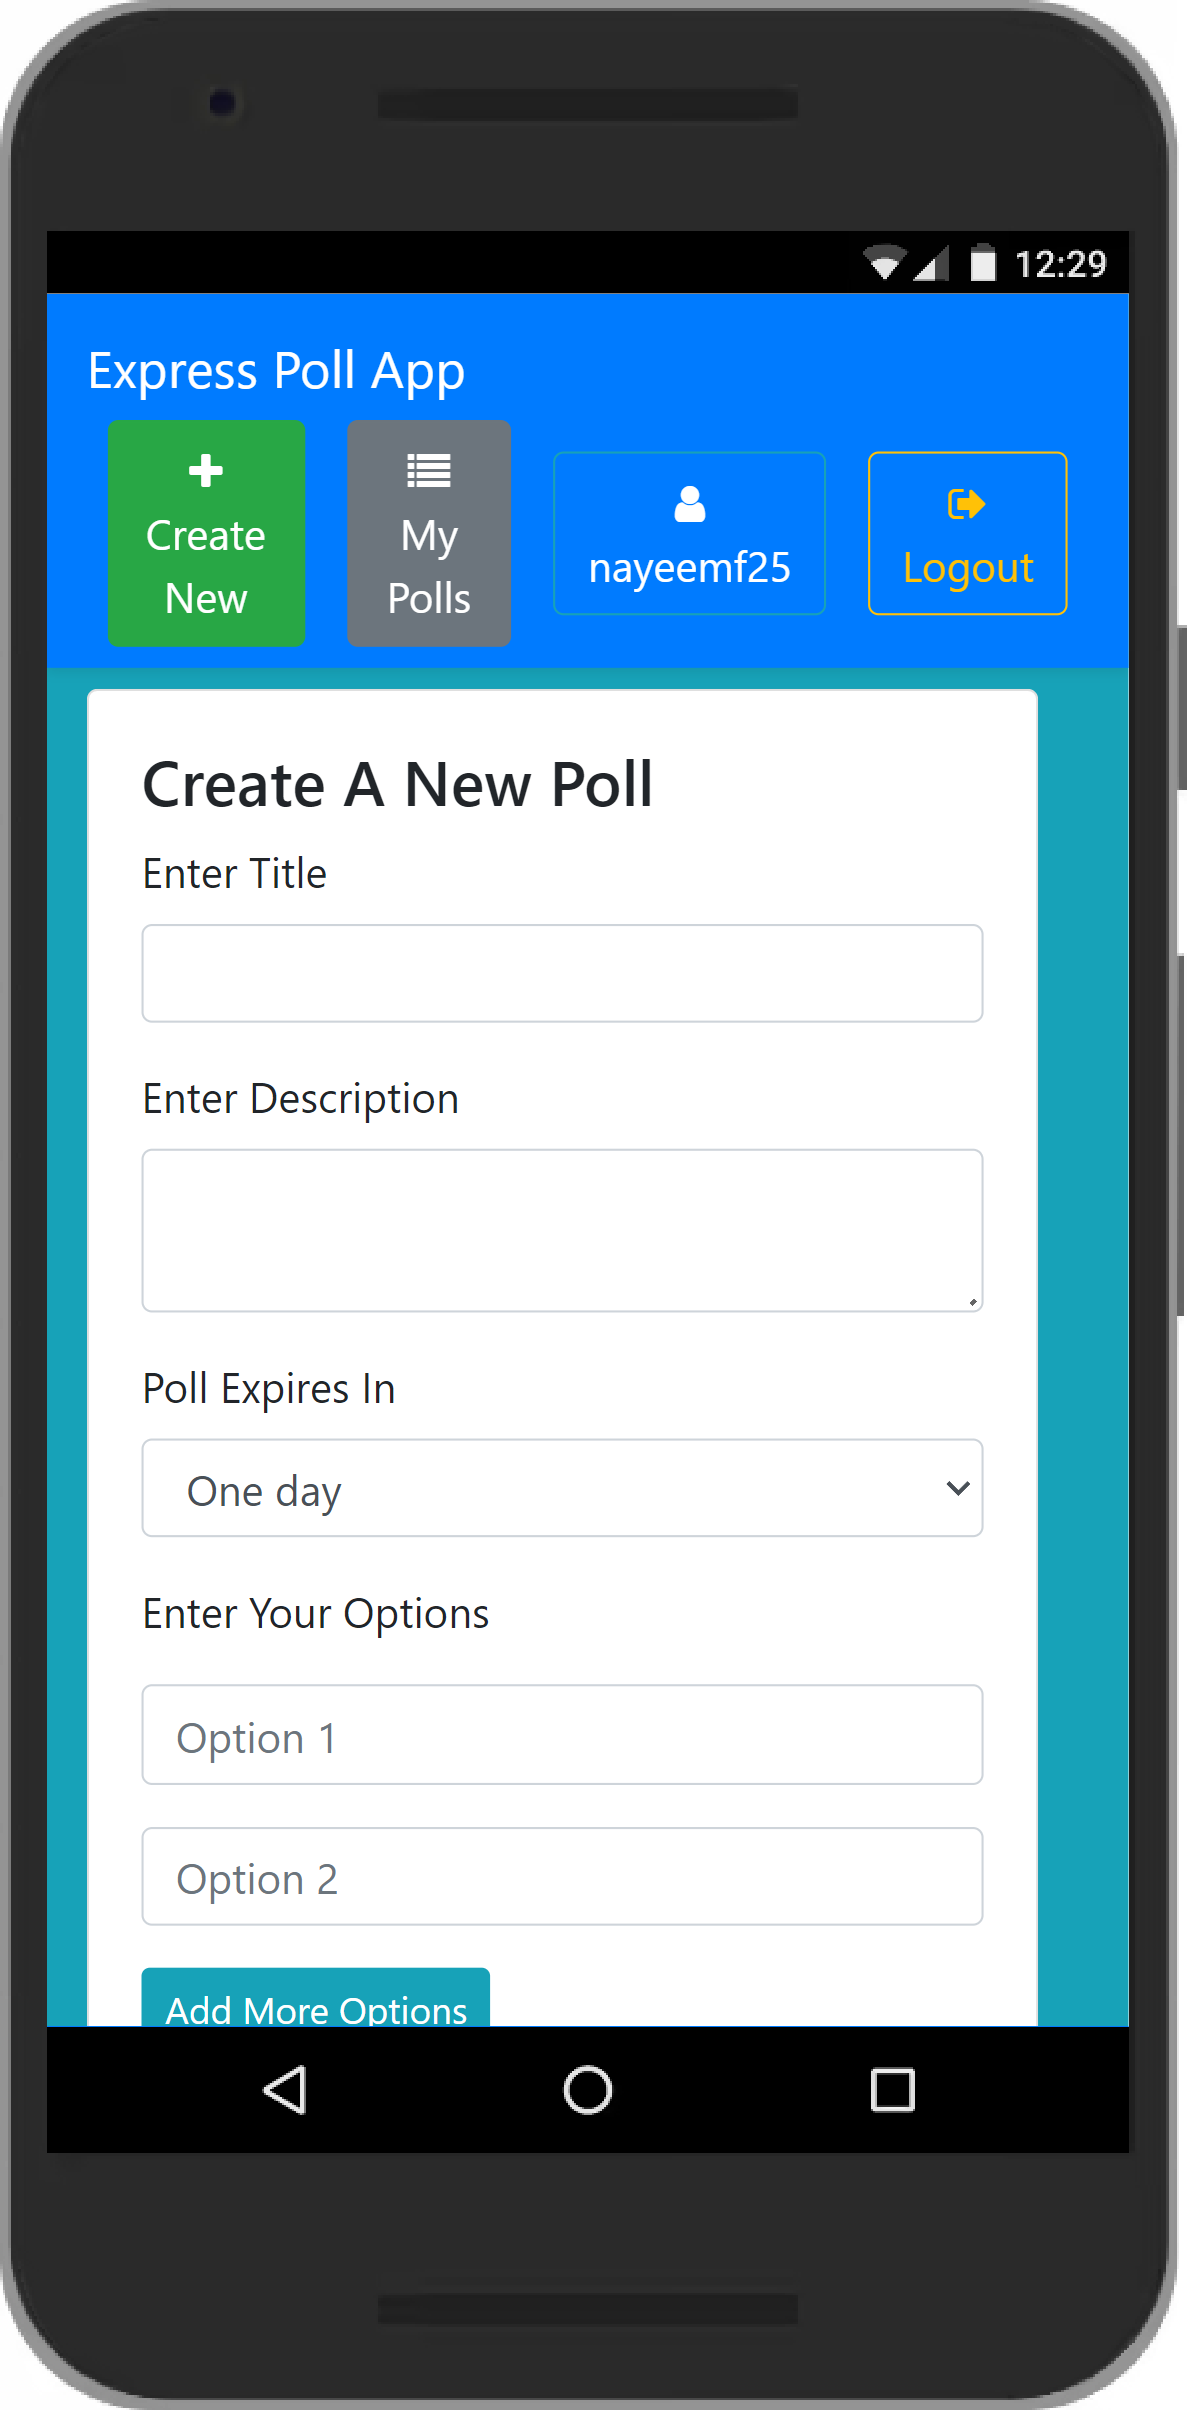 12:29
Express Poll App
Create
New
My
Polls
nayeemf25
Logout
Create A New Poll
Enter Title
Enter Description
Poll Expires In
One day
Enter Your Options
Option 1
Option 2
Add More Options